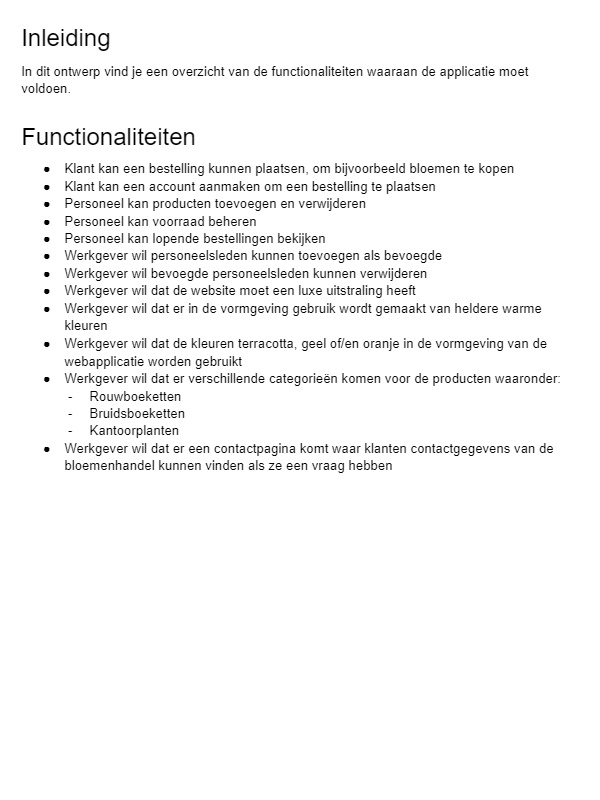 Inleiding
In dit ontwerp vind je een overzicht van de functionaliteiten waaraan de applicatie moet
voldoen.
Functionaliteiten
● Klant kan een bestelling kunnen plaatsen, om bijvoorbeeld bloemen te kopen
● Klant kan een account aanmaken om een bestelling te plaatsen
● Personeel kan producten toevoegen en verwijderen
● Personeel kan voorraad beheren
● Personeel kan lopende bestellingen bekijken
● Werkgever wil personeelsleden kunnen toevoegen als bevoegde
● Werkgever wil bevoegde personeelsleden kunnen verwijderen
● Werkgever wil dat de website moet een luxe uitstraling heeft
● Werkgever wil dat er in de vormgeving gebruik wordt gemaakt van heldere warme
kleuren
● Werkgever wil dat de kleuren terracotta, geel of/en oranje in de vormgeving van de
webapplicatie worden gebruikt
● Werkgever wil dat er verschillende categorieën komen voor de producten waaronder:
- Rouwboeketten
- Bruidsboeketten
- Kantoorplanten
● Werkgever wil dat er een contactpagina komt waar klanten contactgegevens van de
bloemenhandel kunnen vinden als ze een vraag hebben